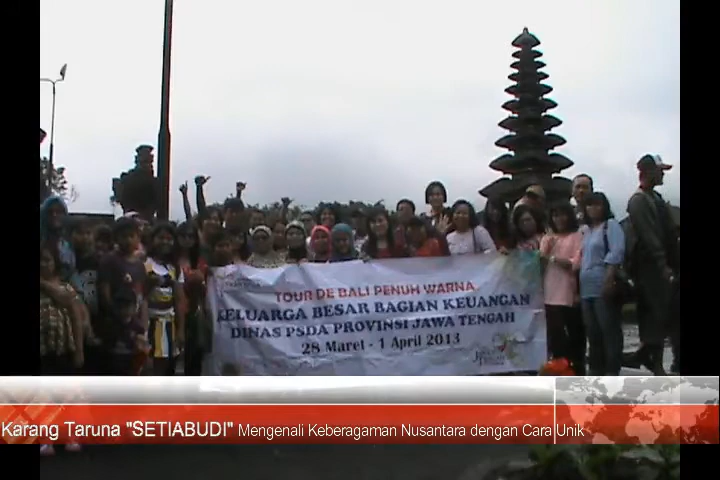 TOUR DE BALI PENUH WARNA
KELUARGA BESAR BAGIAN KEUANGAN
DINAS PSDA PROVINSI JAWA TENGAH
28 Maret - 1 April 2013
Karang Taruna "SETIABUDI" Mengenali Keberagaman Nusantara dengan Cara Unik